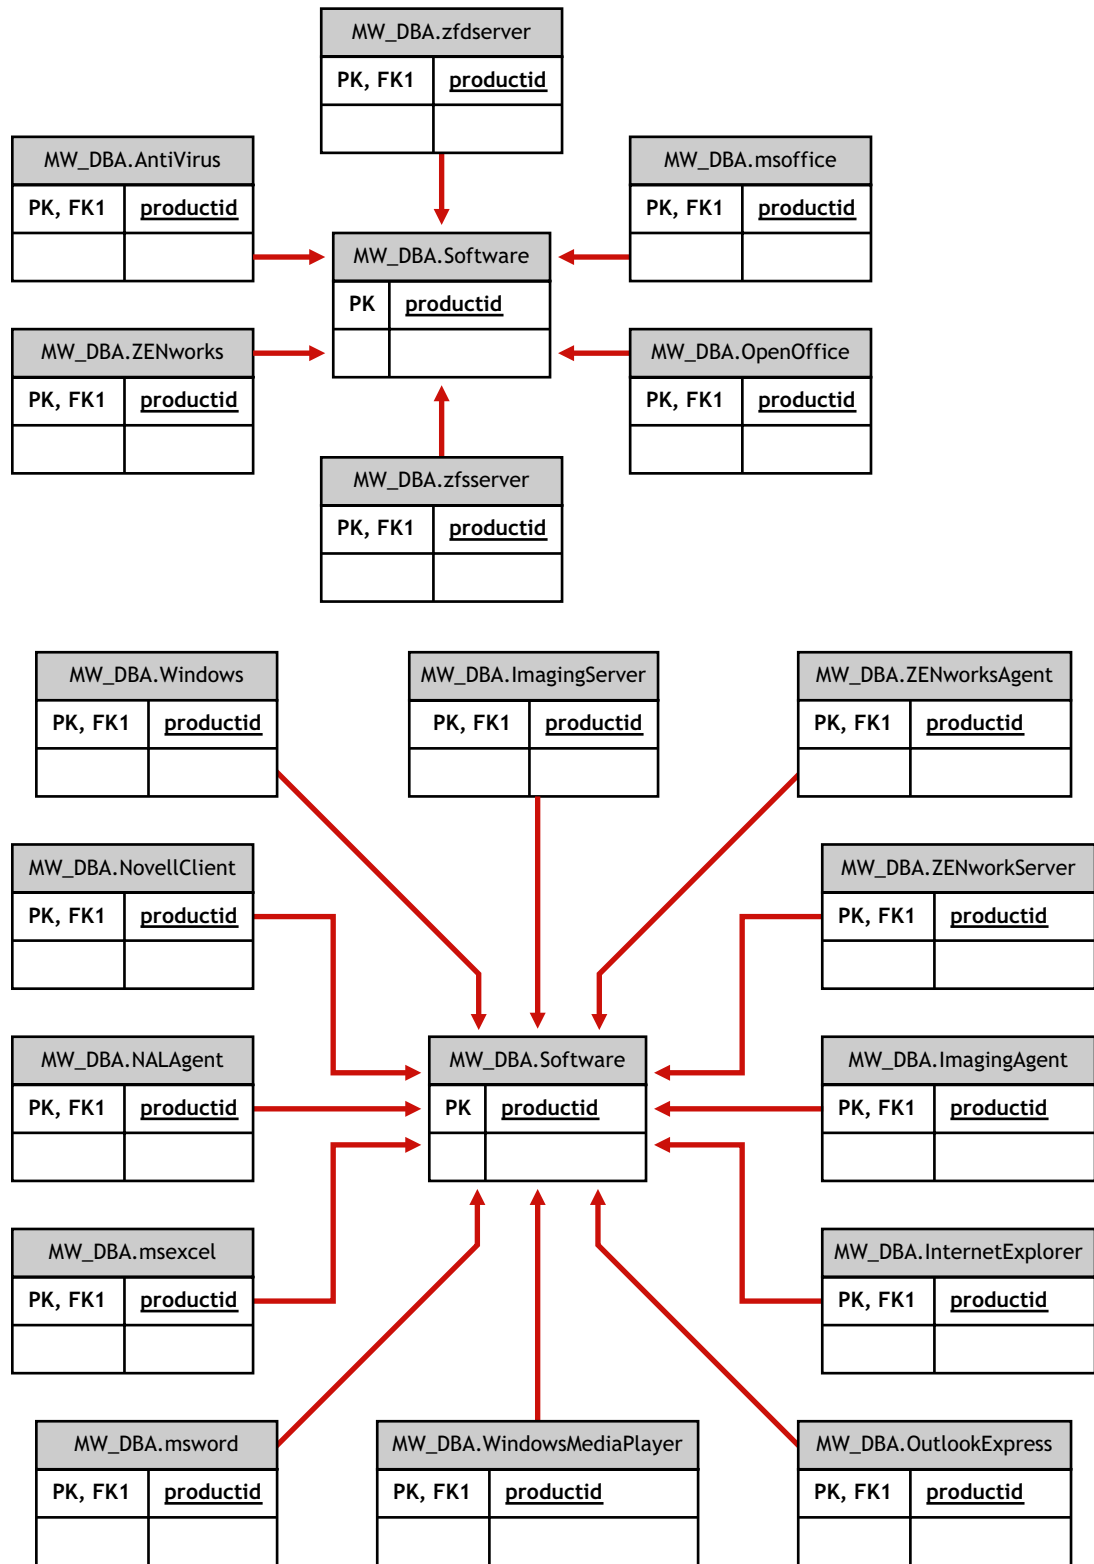 MW_DBA.zfdserver
PK, FK1 productid
MW_DBA.AntiVirus
PK, FK1 productid
MW_DBA.msoffice
PK, FK1 productid
MW_DBA.Software
PK productid
MW_DBA.ZENworks
PK, FK1 productid
MW_DBA.OpenOffice
PK, FK1 productid
MW_DBA.zfsserver
PK, FK1 productid
MW_DBA.Windows
PK, FK1 productid
MW_DBA.ImagingServer
PK, FK1 productid
MW_DBA.ZENworksAgent
PK, FK1 productid
MW_DBA.NovellClient
PK, FK1 productid
MW_DBA.ZENworkServer
PK, FK1 productid
MW_DBA.NALAgent
PK, FK1 productid
MW_DBA.Software
PK productid
MW_DBA.ImagingAgent
PK, FK1 productid
MW_DBA.msexcel
PK, FK1 productid
MW_DBA.InternetExplorer
PK, FK1 productid
MW_DBA.msword
PK, FK1 productid
MW_DBA.WindowsMediaPlayer
PK, FK1 productid
MW_DBA.OutlookExpress
PK, FK1 productid